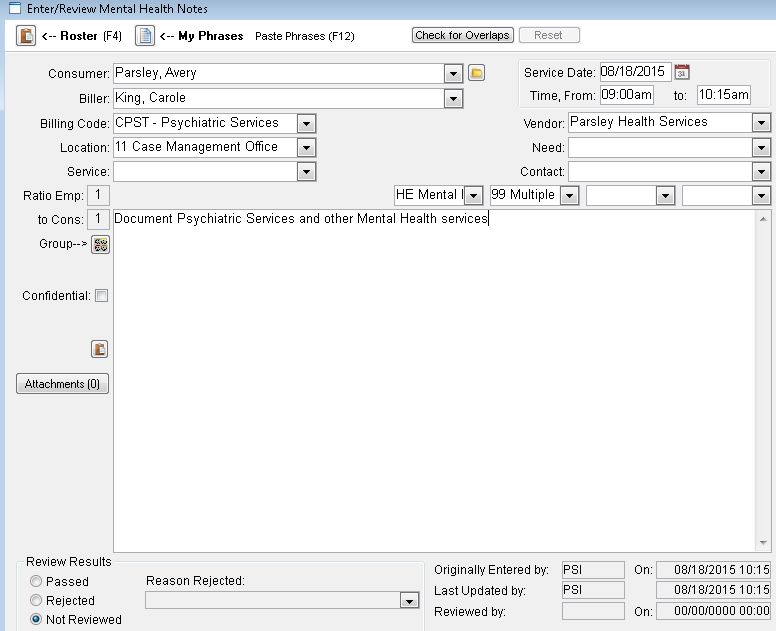 Enter/Review Mental Health Notes
<-- Roster (F4) <-- My Phrases Paste Phrases (F12) Check for Overlaps Reset
Consumer: Parsley, Avery Service Date: 08/18/2015 31
Biller: King, Carole Time, From: 09:00am to: 10:15am
Billing Code: CPST - Psychiatric Services Vendor: Parsley Health Services
Location: 11 Case Management Office Need:
Service: Contact:
Ratio Emp: 1 HE Mental 99 Multiple
to Cons: 1 Document Psychiatric Services and other Mental Health services
Group-->
Confidential:
Attachments (0)
Review Results
Passed Reason Rejected:
Rejected
Not Reviewed
Originally Entered by: PSI On: 08/18/2015 10:15
Last Updated by: PSI 08/18/2015 10:15
Reviewed by: On: 00/00/0000 00:00